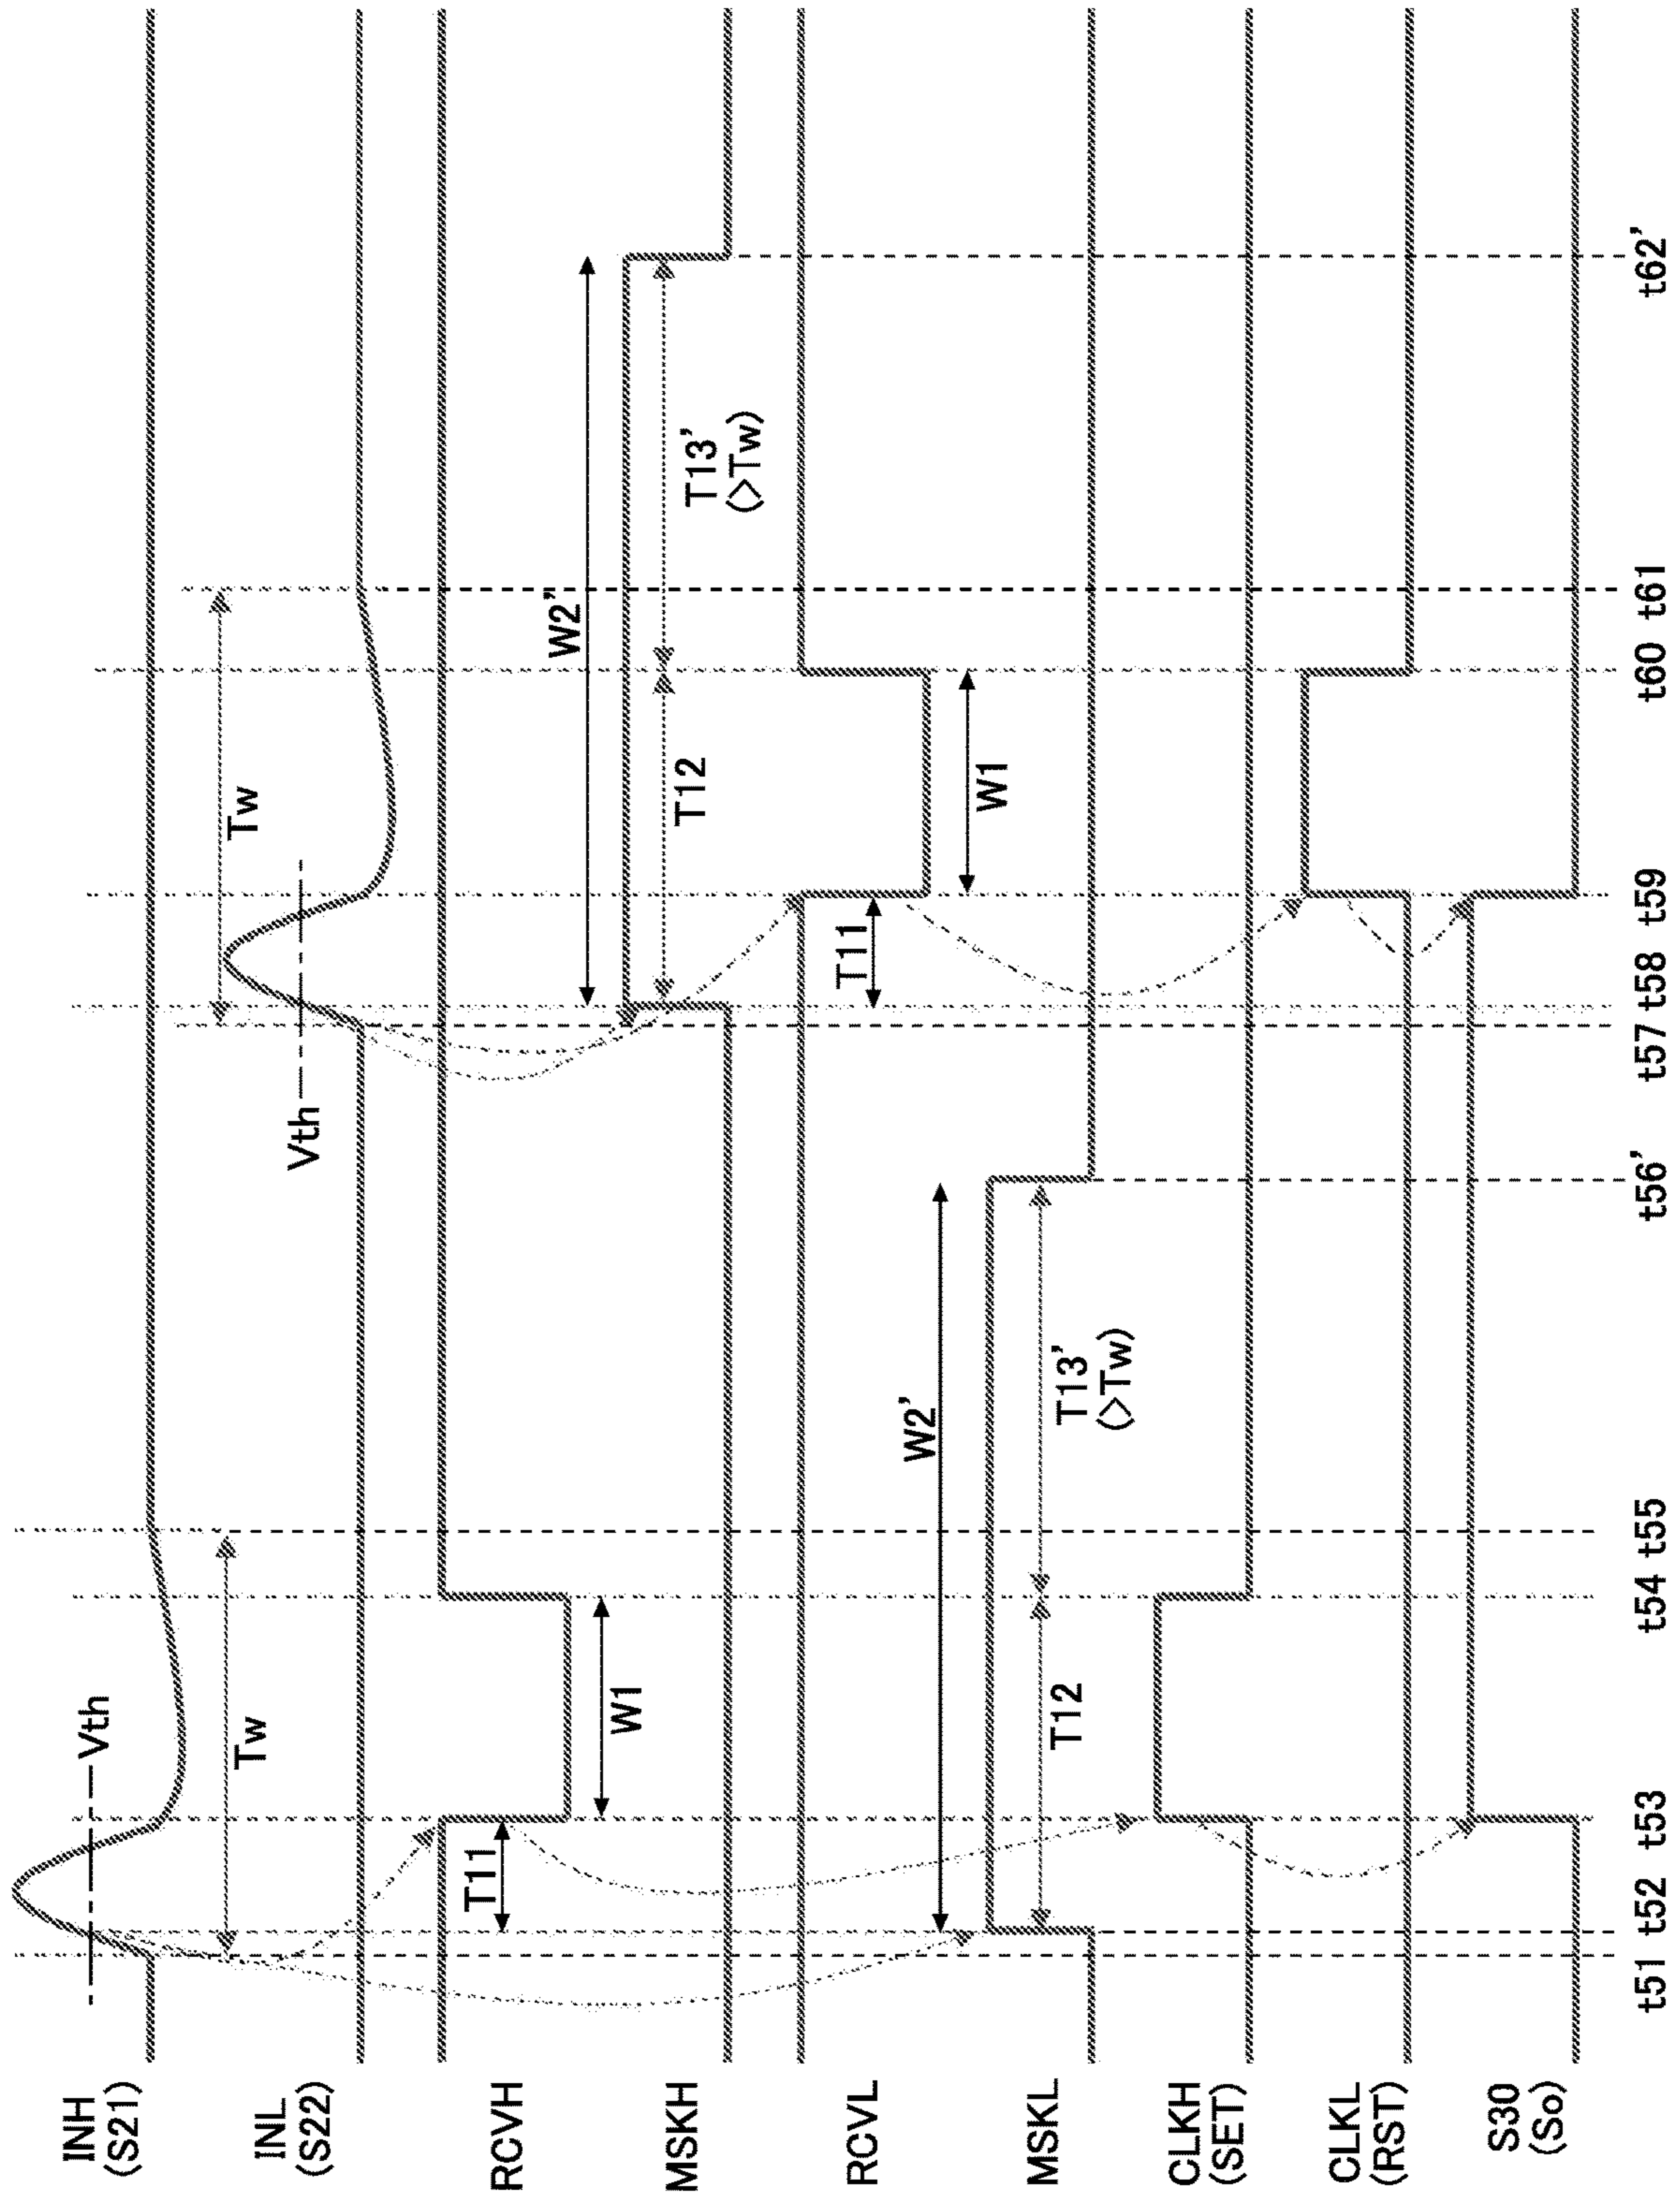 INH
(S21)
Vth
Tw
INL
(S22)
Vth
Tw
RCVH
T11
W1
MSKH
W2"
T12
T13'
(>Tw)
RCVL
T11
W1
MSKL
W2'
T12
T13'
(>Tw)
CLKH
(SET)
CLKL
(RST)
S30
(So)
t51 t52 t53 t54 t55 t56' t57 t58 t59 t60 t61 t62'